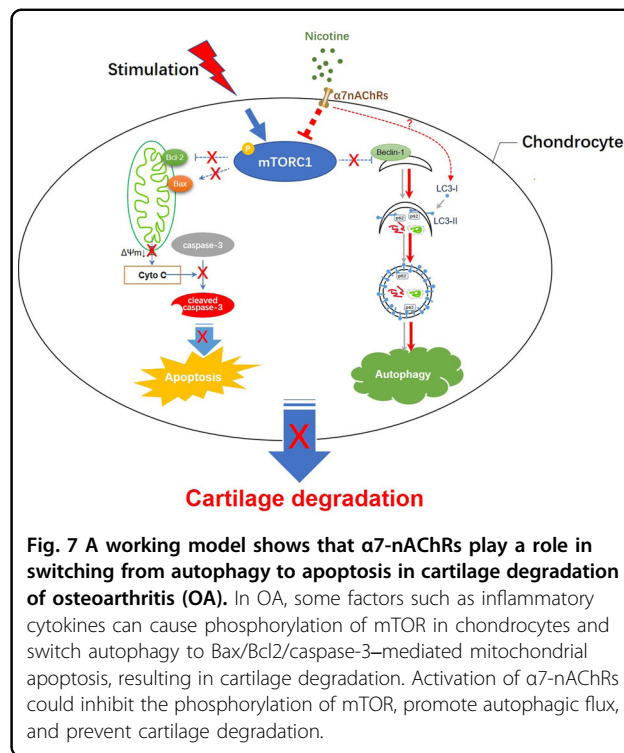 Nicotine
Stimulation
α7nAChRs
?
Chondrocyte
P
mTORC1
Bcl-2
X
X
Beclin-1
Bax
X
LC3-I
p62
p62
LC3-II
ΔΨm↓
X
caspase-3
Cyto C
X
p62
cleaved
caspase-3
p62
X
Apoptosis
Autophagy
X
Cartilage degradation
Fig. 7 A working model shows that α7-nAChRs play a role in
switching from autophagy to apoptosis in cartilage degradation
of osteoarthritis (OA). In OA, some factors such as inflammatory
cytokines can cause phosphorylation of mTOR in chondrocytes and
switch autophagy to Bax/Bcl2/caspase-3–mediated mitochondrial
apoptosis, resulting in cartilage degradation. Activation of α7-nAChRs
could inhibit the phosphorylation of mTOR, promote autophagic flux,
and prevent cartilage degradation.